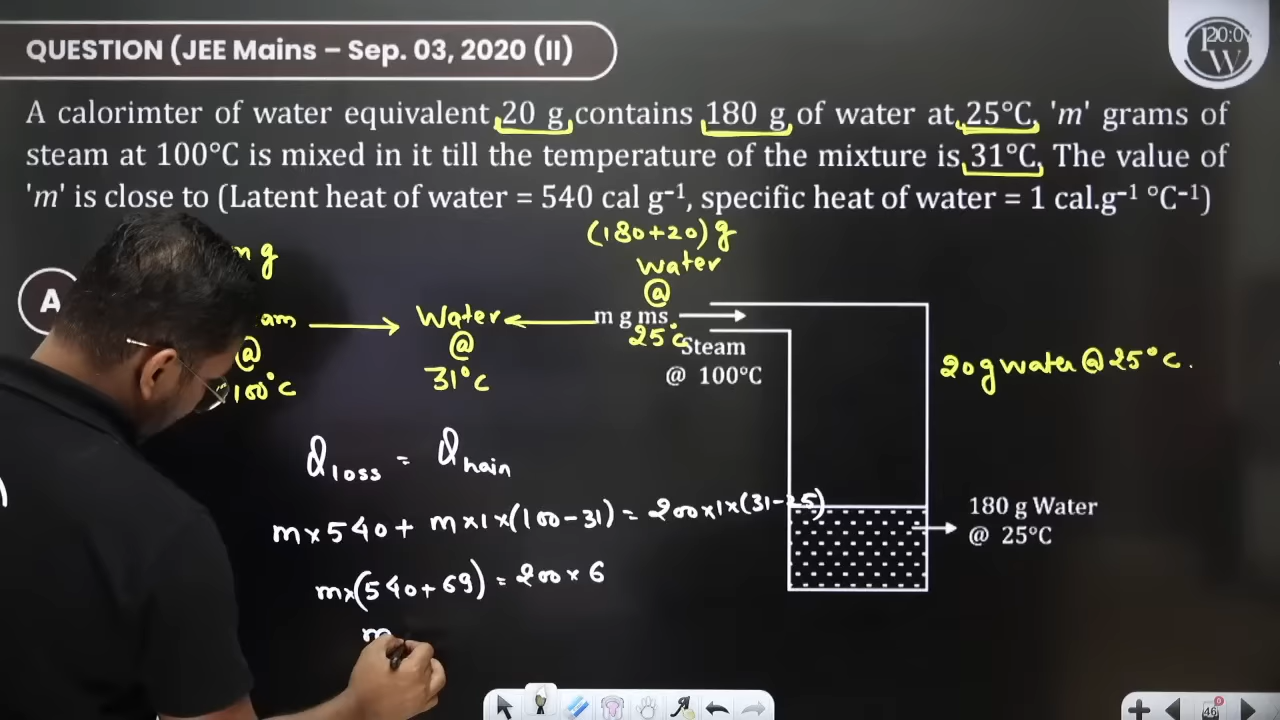 QUESTION (JEE Mains – Sep. 03, 2020 (II)
20:0
W
A calorimter of water equivalent 20 g contains 180 g of water at 25°C. 'm' grams of
steam at 100°C is mixed in it till the temperature of the mixture is 31°C. The value of
'm' is close to (Latent heat of water = 540 cal g⁻¹, specific heat of water = 1 cal.g⁻¹ °C⁻¹)
A
m g
@
100°C
Water
@
31°C
(180+20) g
Water
@
25°C
m g ms
Steam
@ 100°C
20g water @ 25°C.
180 g Water
@ 25°C
Q loss = Q hain
m×540 + m×1×(100-31) = 200×1×(31-25)
m×(540+69) = 200×6
m
46